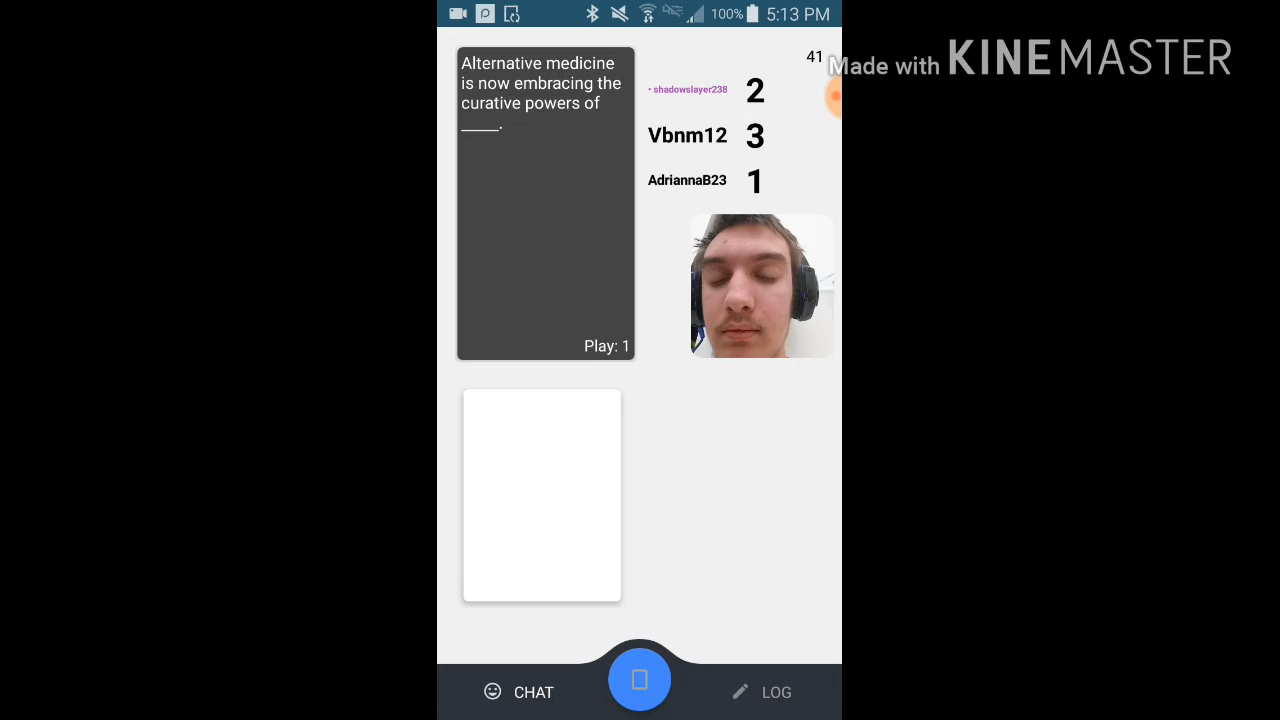 100% 5:13 PM
Alternative medicine
is now embracing the
curative powers of
_____.
Play: 1
41
• shadowslayer238 2
Vbnm12 3
AdriannaB23 1
Made with KINEMASTER
CHAT
LOG